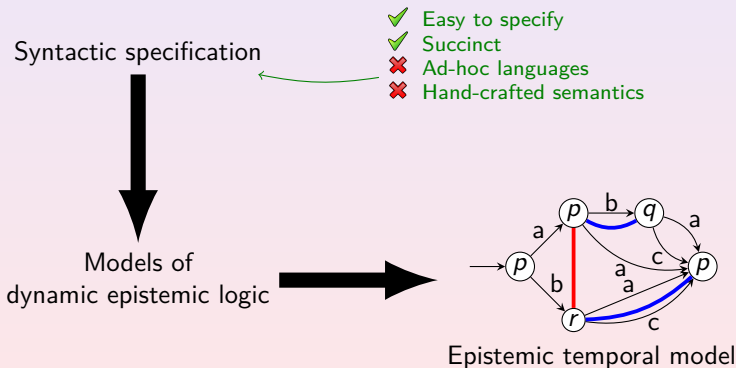 Easy to specify
Syntactic specification
Succinct
Ad-hoc languages
Hand-crafted semantics
p
b
q
a
a
c
Models of
dynamic epistemic logic
p
a
p
b
a
r
c
Epistemic temporal model